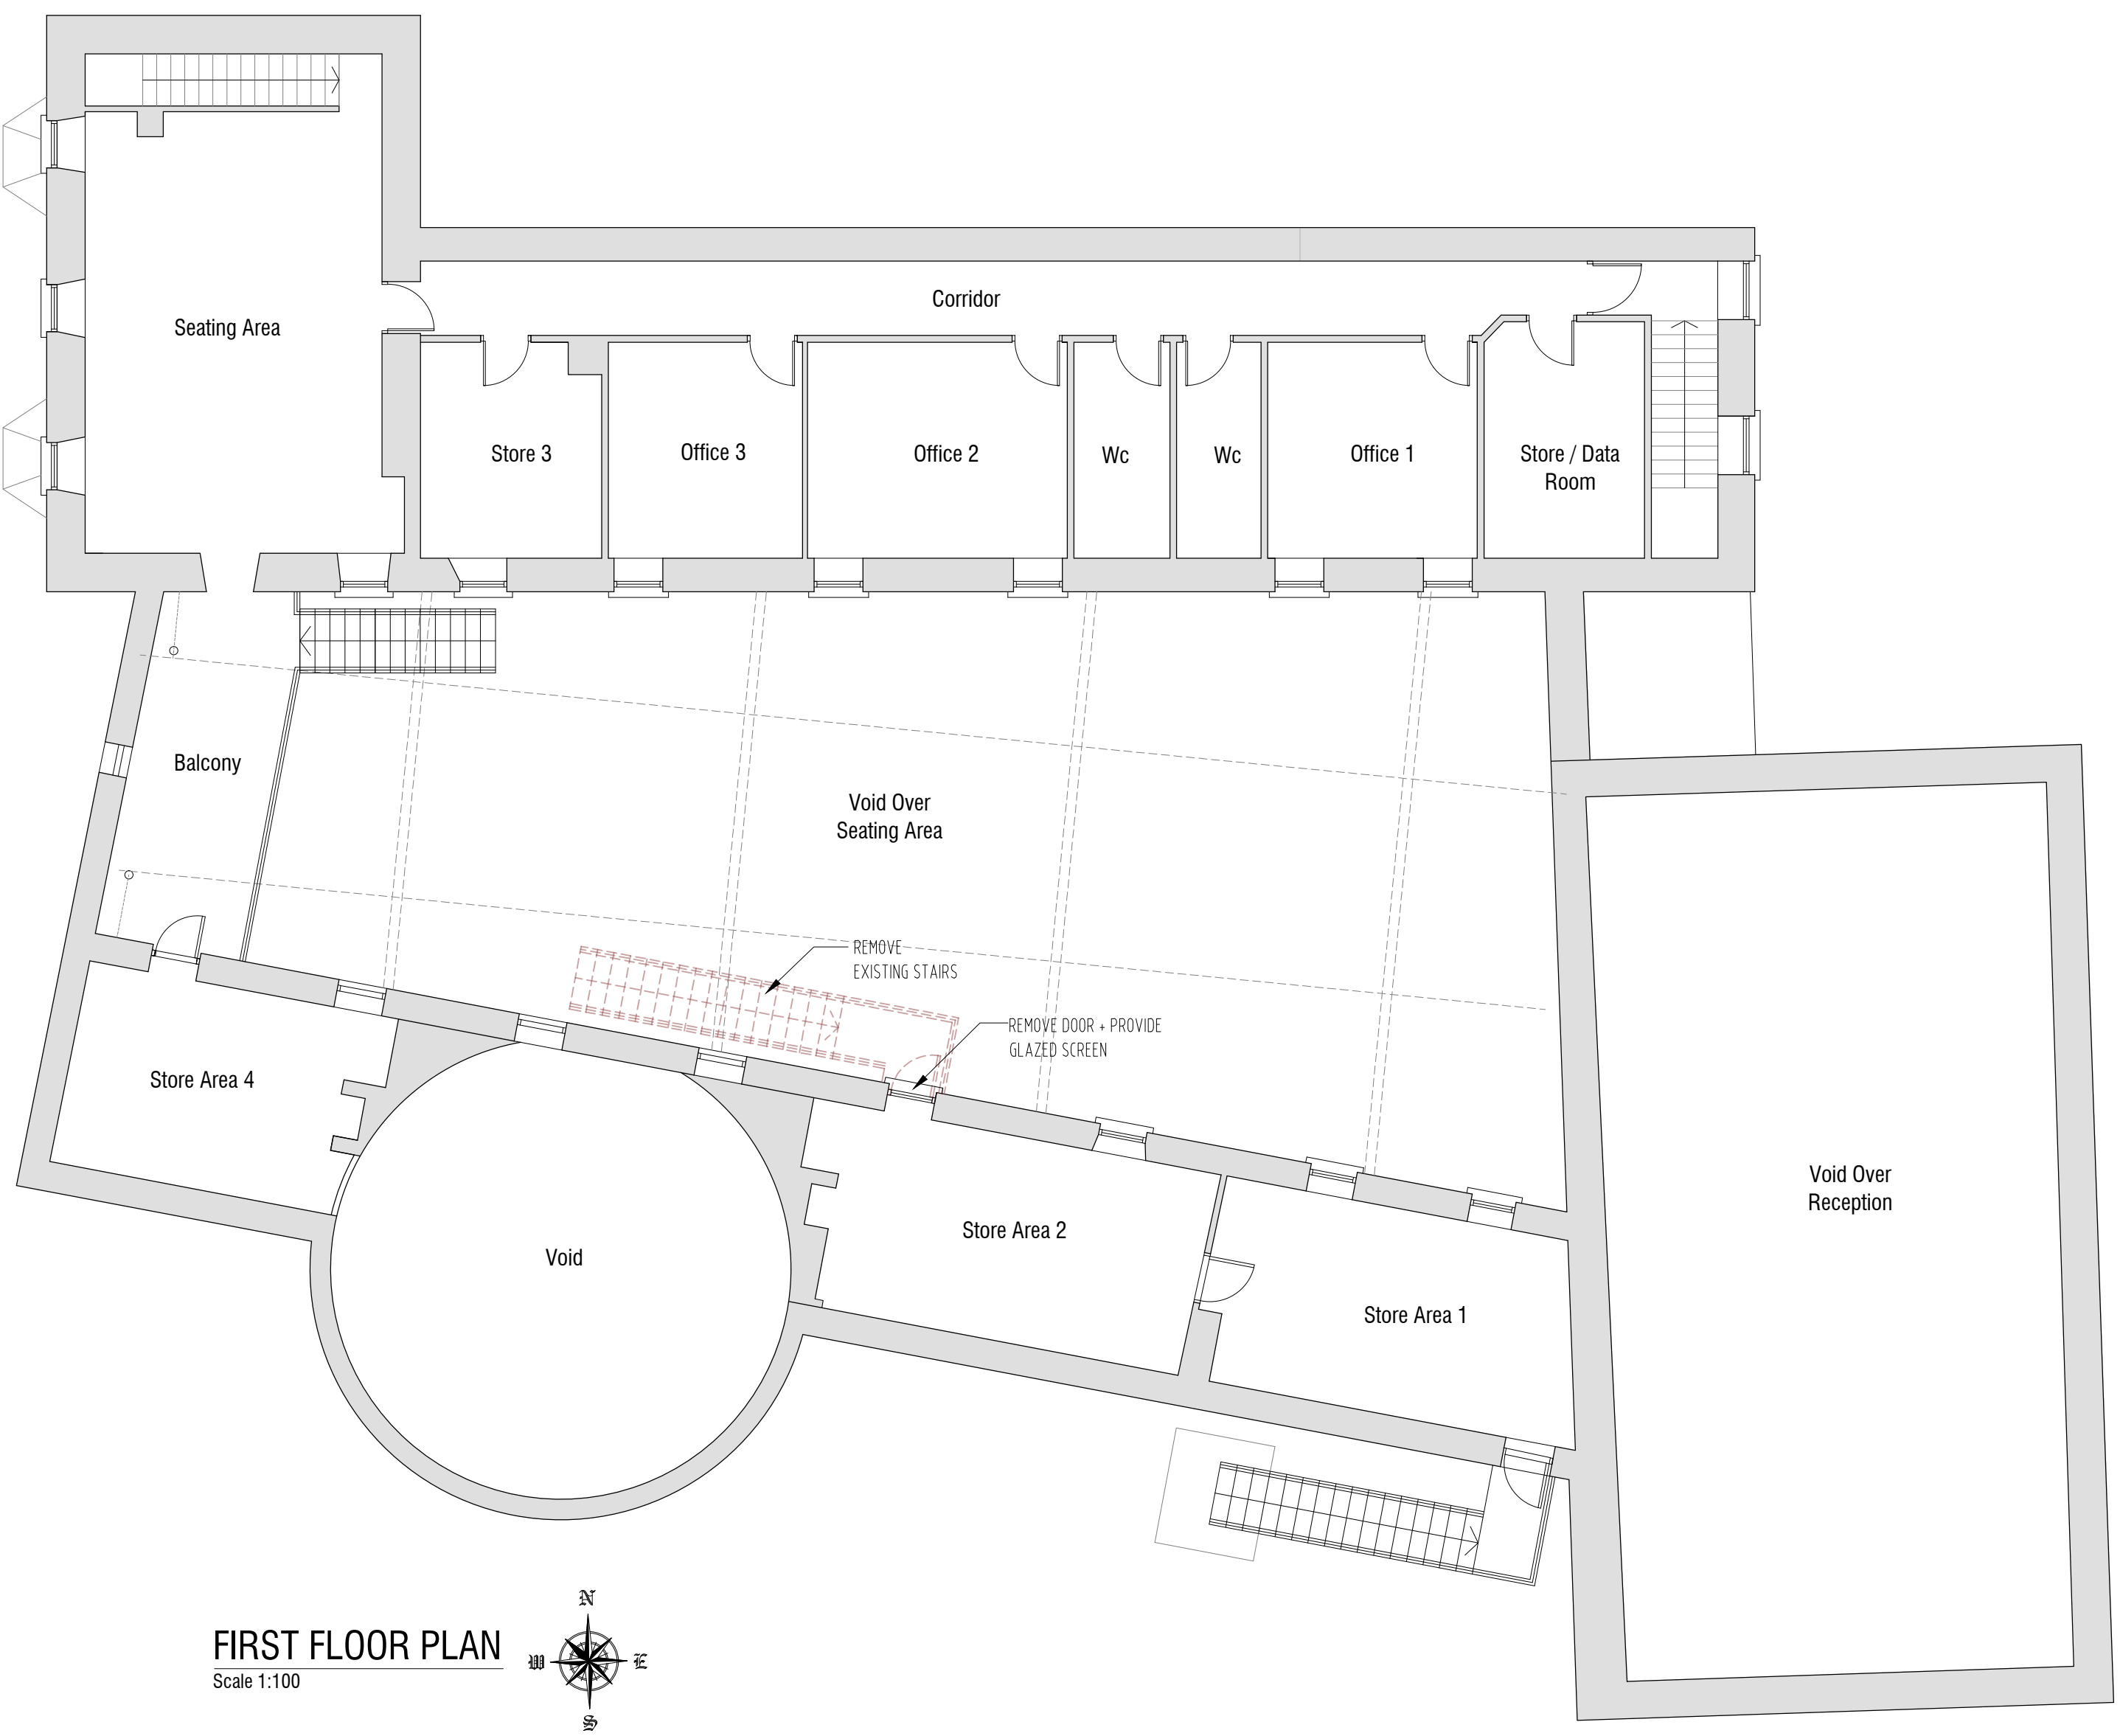 Seating Area
Corridor
Store 3
Office 3
Office 2
Wc
Wc
Office 1
Store / Data
Room
Balcony
Void Over
Seating Area
REMOVE
EXISTING STAIRS
REMOVE DOOR + PROVIDE
GLAZED SCREEN
Store Area 4
Void
Store Area 2
Store Area 1
Void Over
Reception
FIRST FLOOR PLAN
Scale 1:100
N
W
E
S